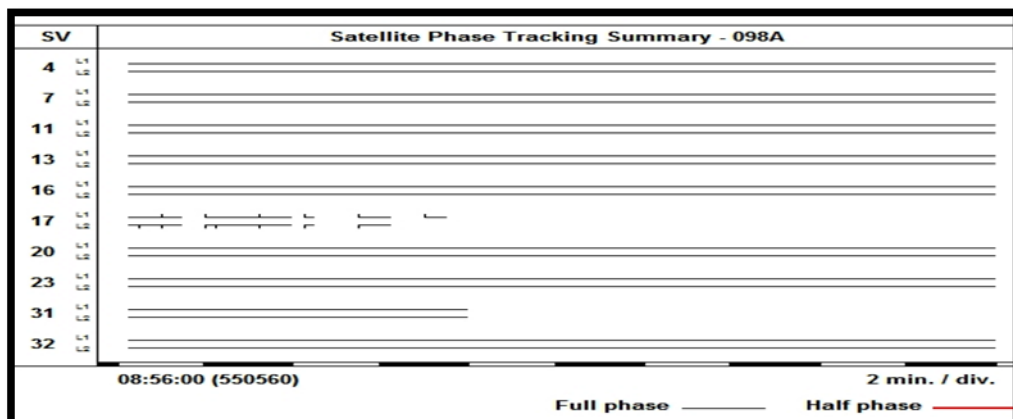 SV Satellite Phase Tracking Summary - 098A
4 L1 L2
7 L1 L2
11 L1 L2
13 L1 L2
16 L1 L2
17 L1 L2
20 L1 L2
23 L1 L2
31 L1 L2
32 L1 L2
08:56:00 (550560) 2 min. / div.
Full phase Half phase